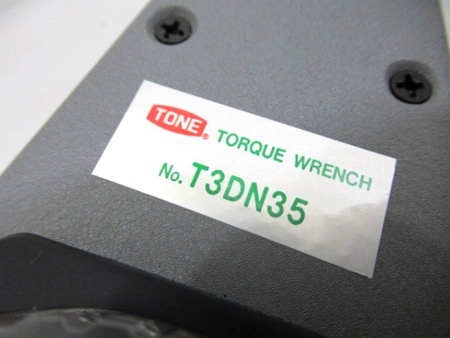 TONE® TORQUE WRENCH
No. T3DN35